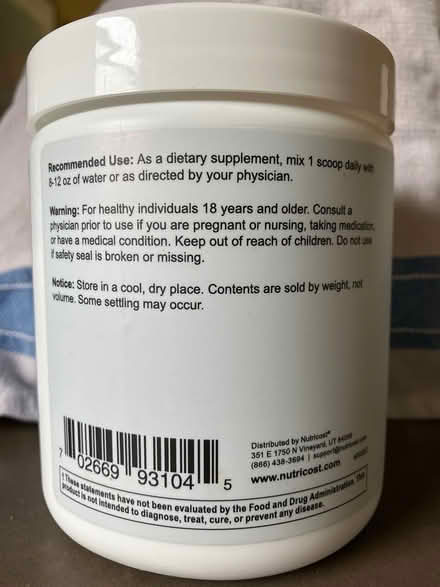 Recommended Use: As a dietary supplement, mix 1 scoop daily with
8-12 oz of water or as directed by your physician.
Warning: For healthy individuals 18 years and older. Consult a
physician prior to use if you are pregnant or nursing, taking medication,
or have a medical condition. Keep out of reach of children. Do not use
if safety seal is broken or missing.
Notice: Store in a cool, dry place. Contents are sold by weight, not
volume. Some settling may occur.
7 02669 93104 5
Distributed by Nutricost®
351 E 1750 N Vineyard, UT 84059
(866) 438-3694 | support@nutricost.com
www.nutricost.com
† These statements have not been evaluated by the Food and Drug Administration. This
product is not intended to diagnose, treat, cure, or prevent any disease.